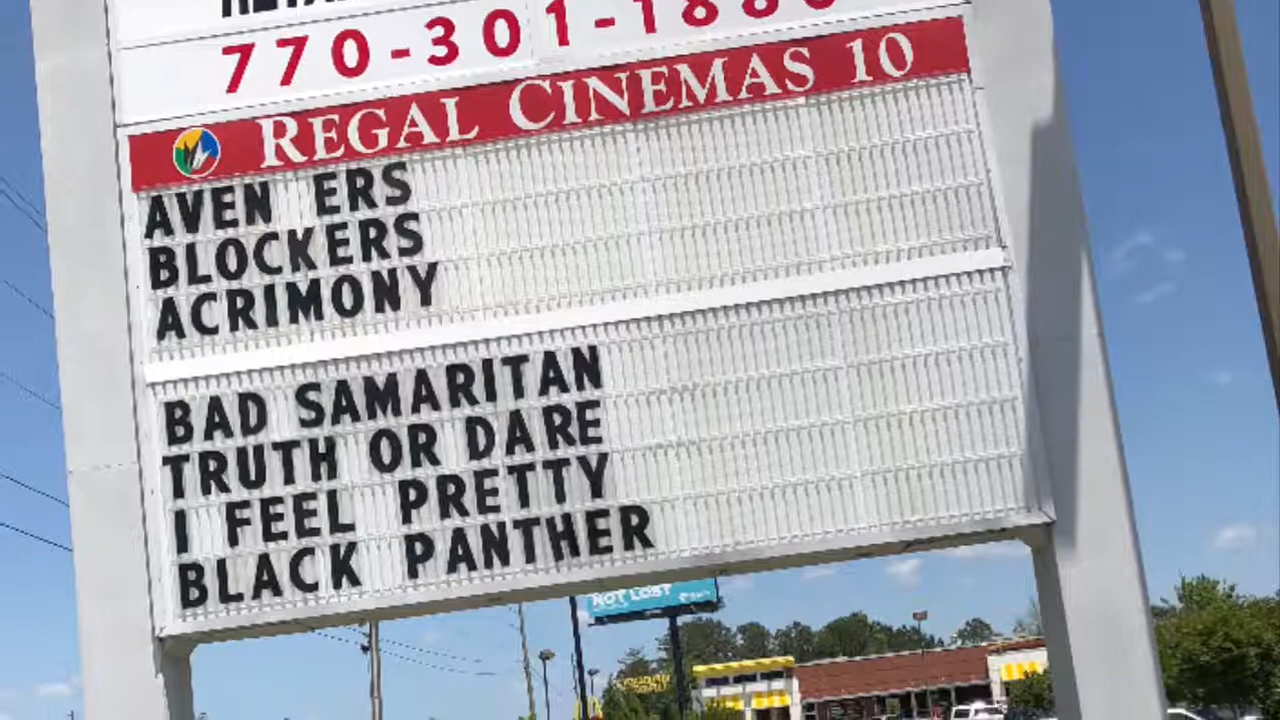 770-301-1880
REGAL CINEMAS 10
AVEN ERS
BLOCKERS
ACRIMONY
BAD SAMARITAN
TRUTH OR DARE
I FEEL PRETTY
BLACK PANTHER
NOT LOST